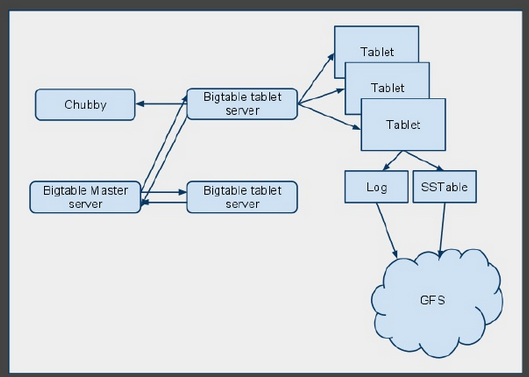 Tablet
Tablet
Tablet
Chubby
Bigtable tablet
server
Bigtable Master
server
Bigtable tablet
server
Log
SSTable
GFS